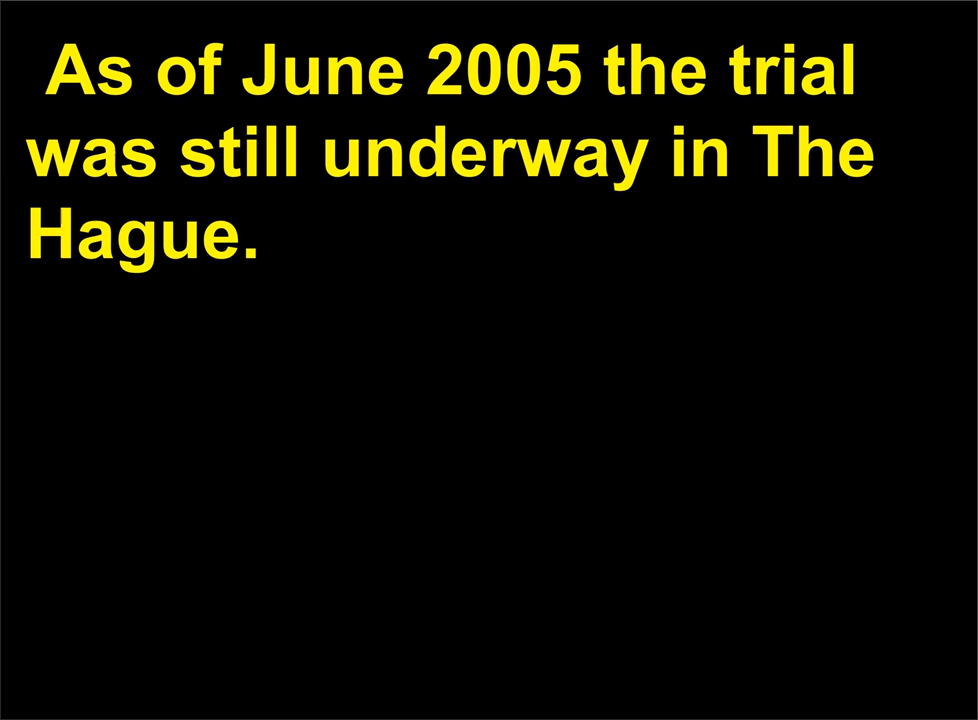 As of June 2005 the trial
was still underway in The
Hague.